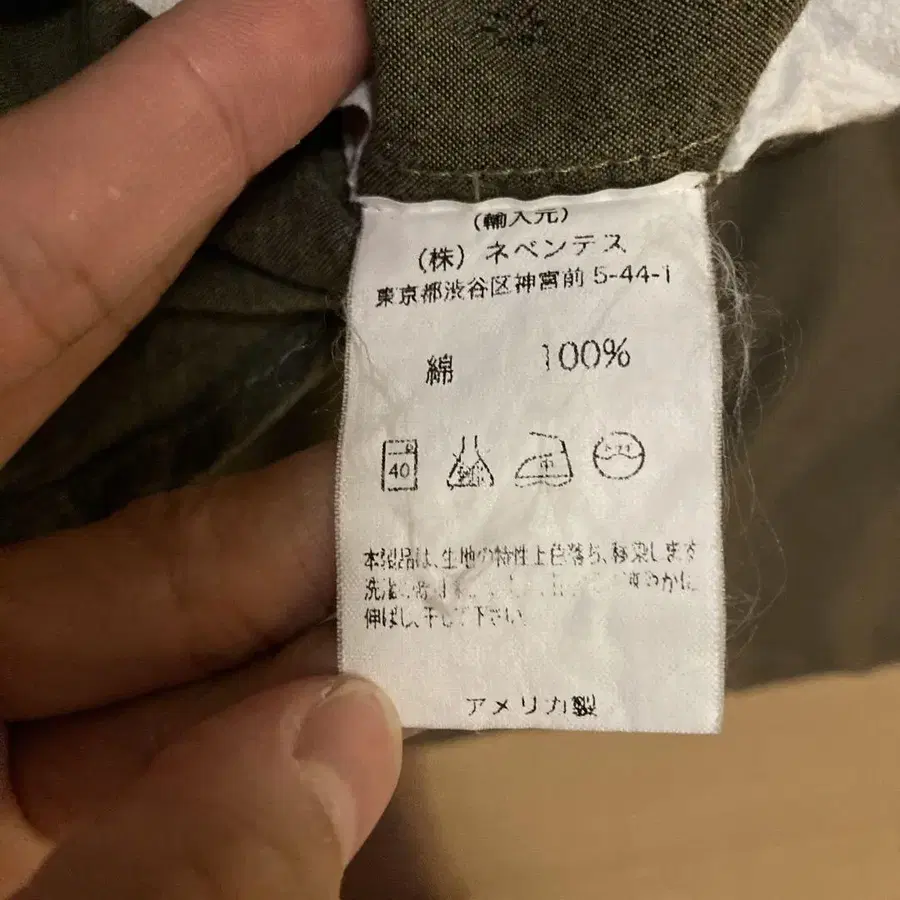 (輸入元)
(株) ネペンテス
東京都渋谷区神宮前 5-44-1
綿 100%
40
中
本製品は、生地の特性上色落ち、移染します
洗濯
伸ばし、干して下さい。
アメリカ製